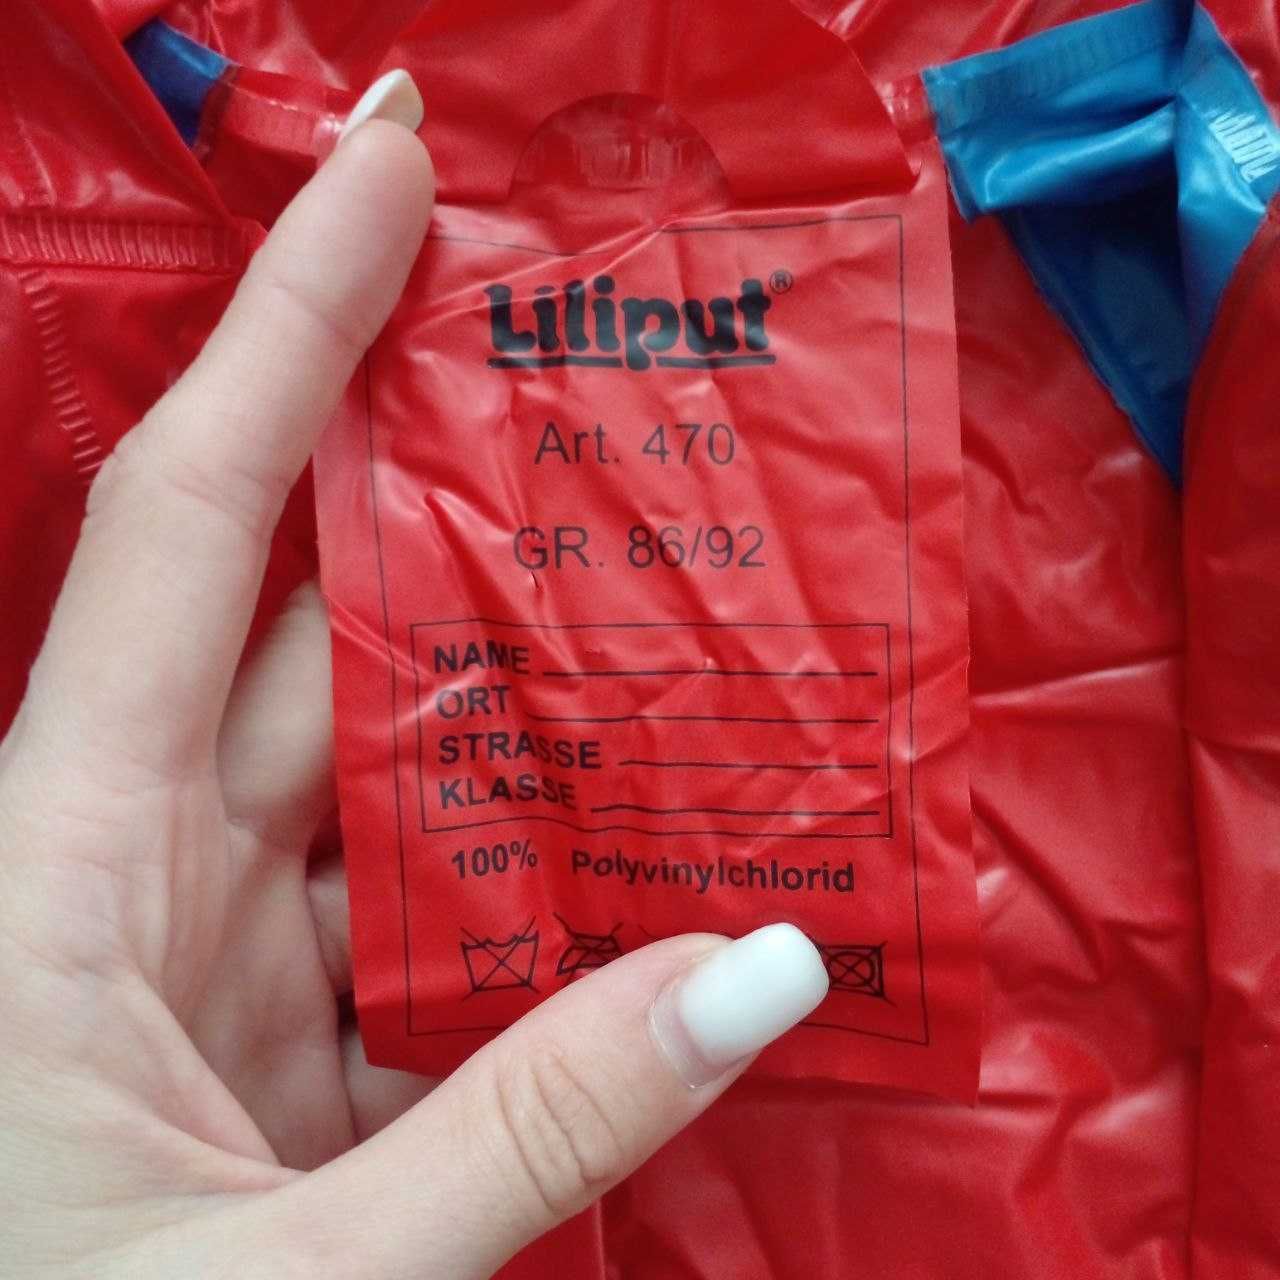 Liliput®
Art. 470
GR. 86/92
NAME
ORT
STRASSE
KLASSE
100% Polyvinylchlorid